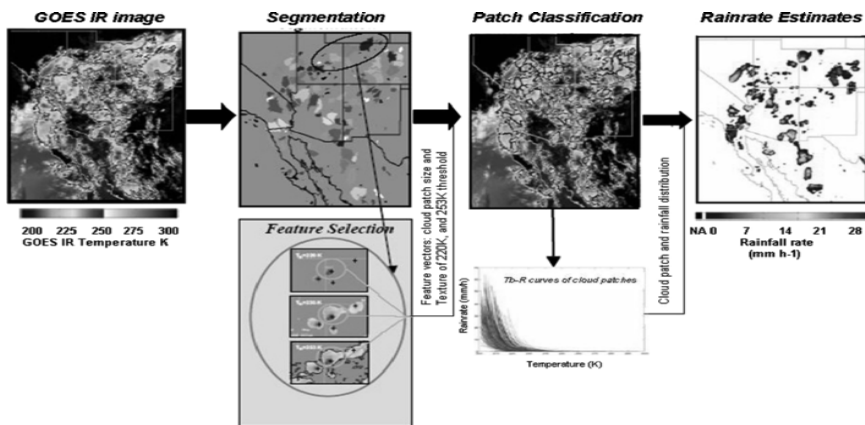 GOES IR image
Segmentation
Patch Classification
Rainrate Estimates
200 225 250 275 300
GOES IR Temperature K
Feature Selection
Feature vectors: cloud patch size and
Texture of 220K, and 253K threshold
Tb-R curves of cloud patches
Rainrate (mm/h)
Temperature (K)
Cloud patch and rainfall distribution
NA 0 7 14 21 28
Rainfall rate
(mm h-1)